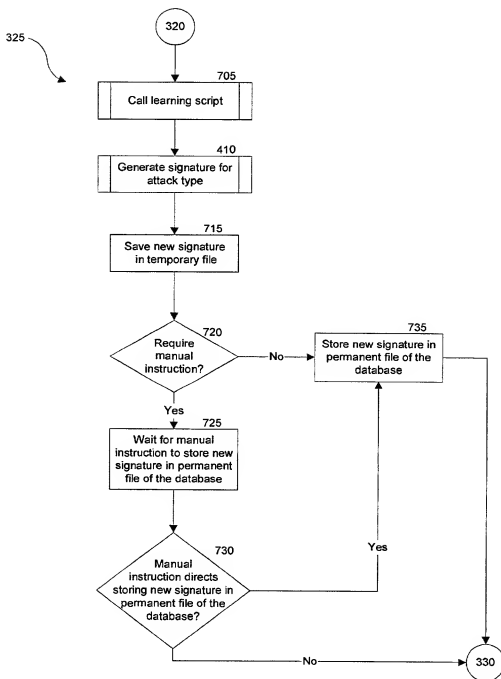 320
325
705
Call learning script
410
Generate signature for
attack type
715
Save new signature
in temporary file
720
Require
manual
instruction?
No
735
Store new signature in
permanent file of the
database
Yes
725
Wait for manual
instruction to store new
signature in permanent
file of the database
730
Manual
instruction directs
storing new signature in
permanent file of the
database?
Yes
No
330